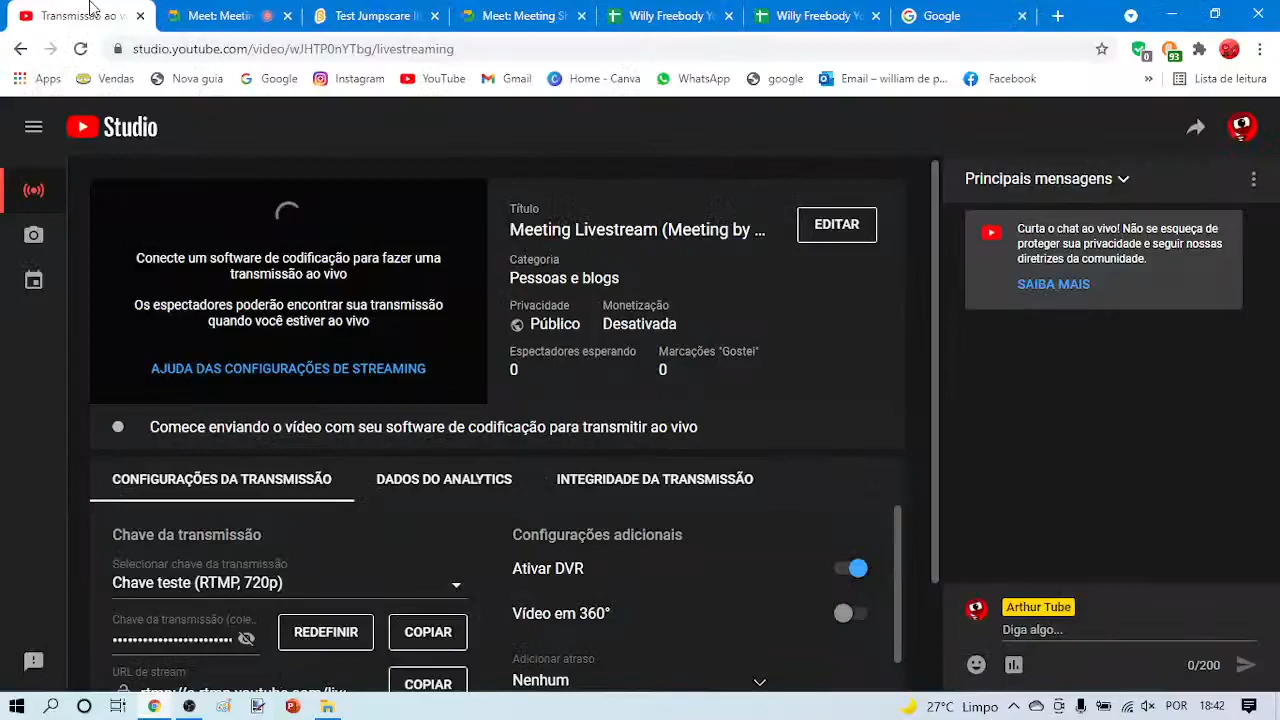 Transmissão ao v
Meet: Meetin
Test Jumpscare l
Meet: Meeting S
Willy Freebody Y
Willy Freebody Yo
Google
studio.youtube.com/video/wJHTP0nYTbg/livestreaming
0
93
Apps
Vendas
Nova guia
Google
Instagram
YouTube
Gmail
Home - Canva
WhatsApp
google
Email – william de p...
Facebook
»
Lista de leitura
Studio
Conecte um software de codificação para fazer uma
transmissão ao vivo
Os espectadores poderão encontrar sua transmissão
quando você estiver ao vivo
AJUDA DAS CONFIGURAÇÕES DE STREAMING
Título
Meeting Livestream (Meeting by ...
EDITAR
Categoria
Pessoas e blogs
Privacidade
Monetização
Público
Desativada
Espectadores esperando
Marcações "Gostei"
0
0
Comece enviando o vídeo com seu software de codificação para transmitir ao vivo
CONFIGURAÇÕES DA TRANSMISSÃO
DADOS DO ANALYTICS
INTEGRIDADE DA TRANSMISSÃO
Chave da transmissão
Selecionar chave da transmissão
Chave teste (RTMP, 720p)
Chave da transmissão (cole...
REDEFINIR
COPIAR
URL de stream
COPIAR
Configurações adicionais
Ativar DVR
Vídeo em 360°
Adicionar atraso
Nenhum
Principais mensagens
Curta o chat ao vivo! Não se esqueça de
proteger sua privacidade e seguir nossas
diretrizes da comunidade.
SAIBA MAIS
Arthur Tube
Diga algo...
0/200
27°C Limpo
POR
18:42